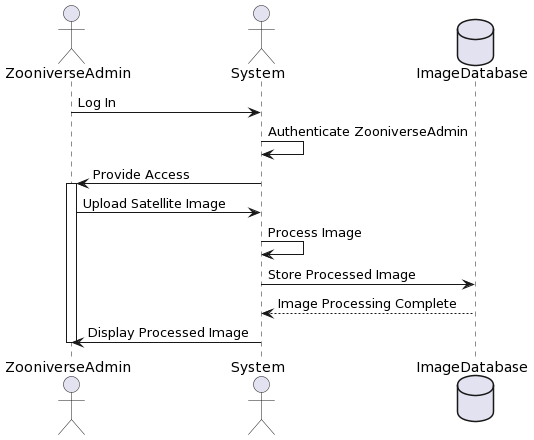 ZooniverseAdmin System ImageDatabase
Log In
Authenticate ZooniverseAdmin
Provide Access
Upload Satellite Image
Process Image
Store Processed Image
Image Processing Complete
Display Processed Image
ZooniverseAdmin System ImageDatabase